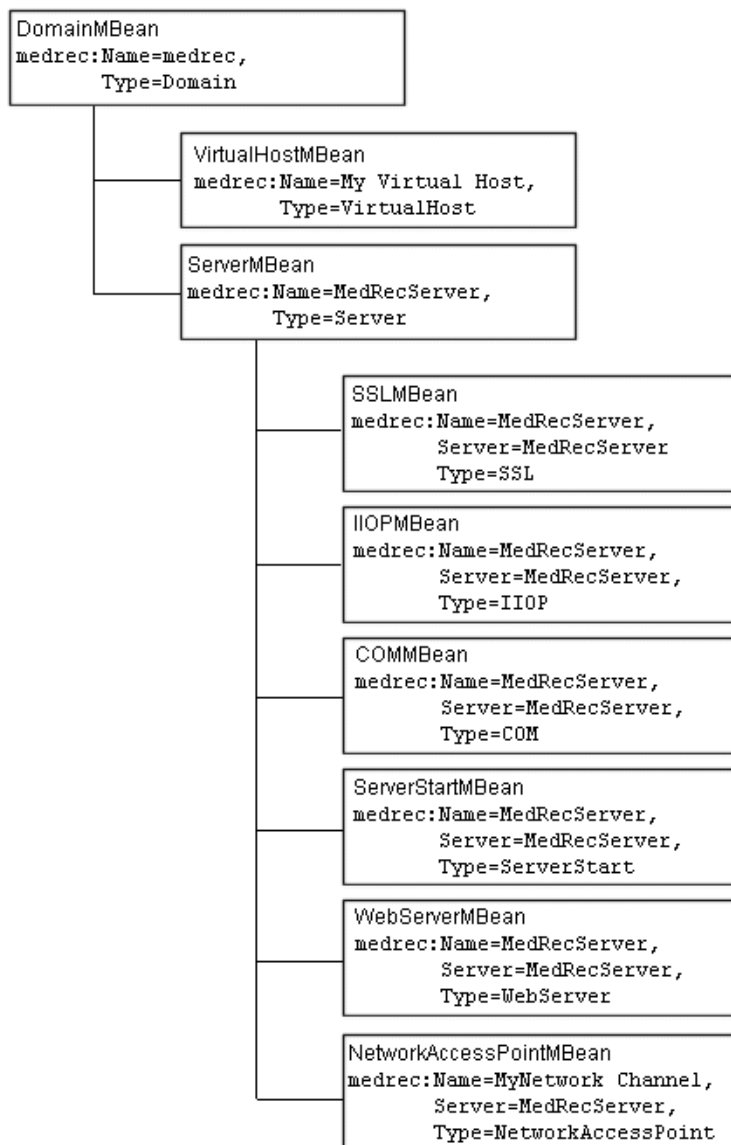 DomainMBean
medrec:Name=medrec,
Type=Domain
VirtualHostMBean
medrec:Name=My Virtual Host,
Type=VirtualHost
ServerMBean
medrec:Name=MedRecServer,
Type=Server
SSLMBean
medrec:Name=MedRecServer,
Server=MedRecServer
Type=SSL
IIOPMBean
medrec:Name=MedRecServer,
Server=MedRecServer,
Type=IIOP
COMMBean
medrec:Name=MedRecServer,
Server=MedRecServer,
Type=COM
ServerStartMBean
medrec:Name=MedRecServer,
Server=MedRecServer,
Type=ServerStart
WebServerMBean
medrec:Name=MedRecServer,
Server=MedRecServer,
Type=WebServer
NetworkAccessPointMBean
medrec:Name=MyNetwork Channel,
Server=MedRecServer,
Type=NetworkAccessPoint